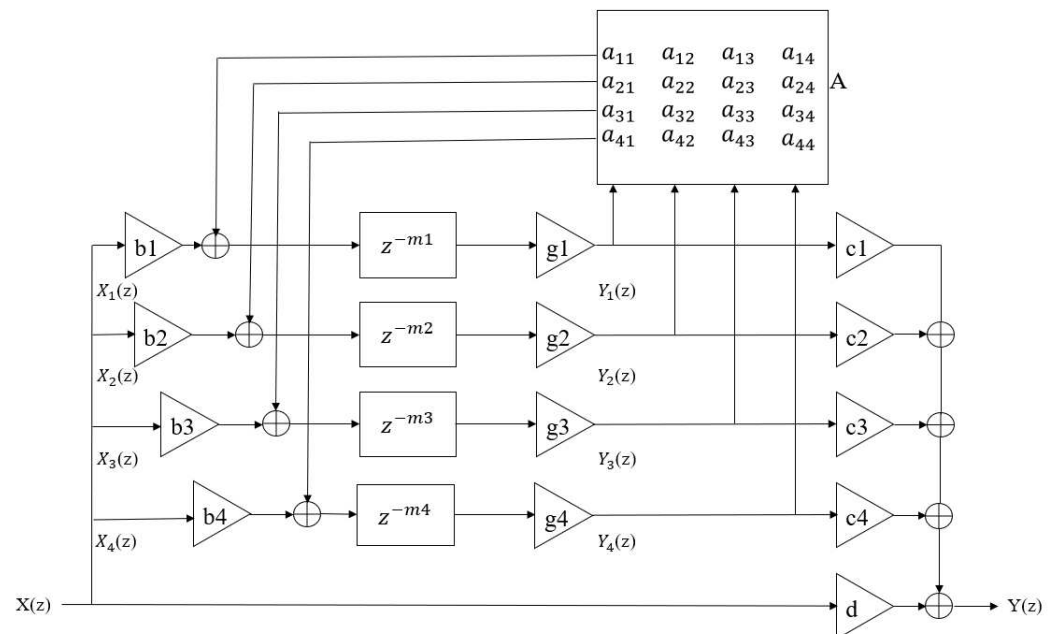 a₁₁ a₁₂ a₁₃ a₁₄
a₂₁ a₂₂ a₂₃ a₂₄ A
a₃₁ a₃₂ a₃₃ a₃₄
a₄₁ a₄₂ a₄₃ a₄₄
b1 z⁻ᵐ¹ g1 c1
X₁(z) Y₁(z)
b2 z⁻ᵐ² g2 c2
X₂(z) Y₂(z)
b3 z⁻ᵐ³ g3 c3
X₃(z) Y₃(z)
b4 z⁻ᵐ⁴ g4 c4
X₄(z) Y₄(z)
X(z) d Y(z)